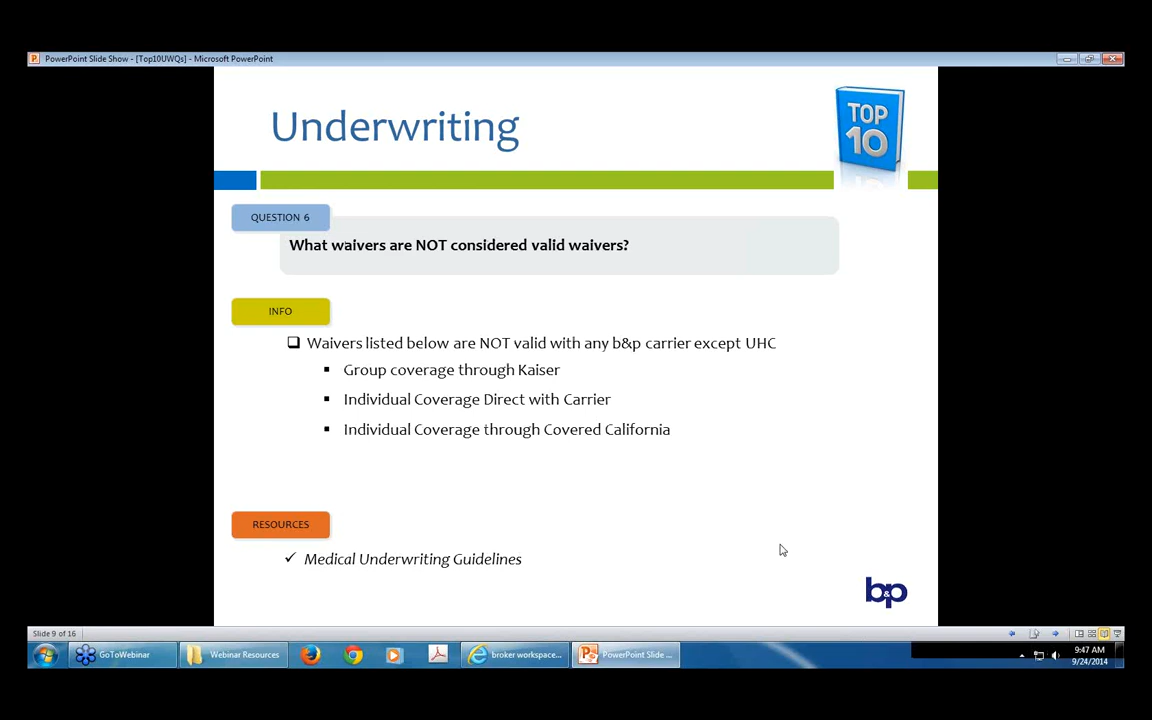 PowerPoint Slide Show - [Top10UWQs] - Microsoft PowerPoint
Underwriting
TOP
10
QUESTION 6
What waivers are NOT considered valid waivers?
INFO
Waivers listed below are NOT valid with any b&p carrier except UHC
Group coverage through Kaiser
Individual Coverage Direct with Carrier
Individual Coverage through Covered California
RESOURCES
Medical Underwriting Guidelines
b&p
Slide 9 of 16
GoToWebinar
Webinar Resources
broker workspace...
PowerPoint Slide ...
9:47 AM
9/24/2014